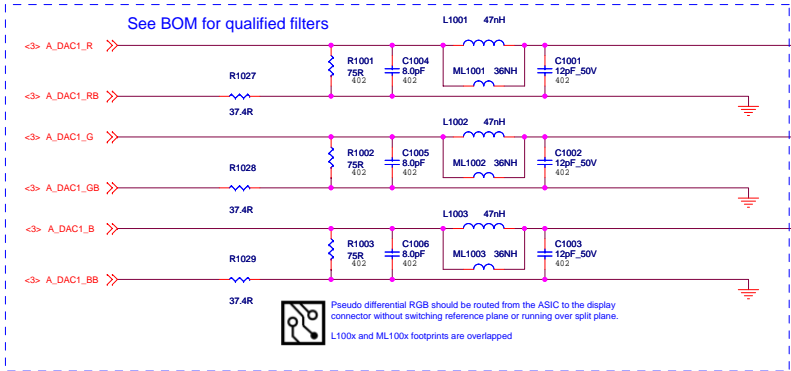 See BOM for qualified filters
L1001 47nH
<3> A_DAC1_R
R1001
75R
402
C1004
8.0pF
402
ML1001 36NH
C1001
12pF_50V
402
R1027
<3> A_DAC1_RB
37.4R
L1002 47nH
<3> A_DAC1_G
R1002
75R
402
C1005
8.0pF
402
ML1002 36NH
C1002
12pF_50V
402
R1028
<3> A_DAC1_GB
37.4R
L1003 47nH
<3> A_DAC1_B
R1003
75R
402
C1006
8.0pF
402
ML1003 36NH
C1003
12pF_50V
402
R1029
<3> A_DAC1_BB
37.4R
Pseudo differential RGB should be routed from the ASIC to the display
connector without switching reference plane or running over split plane.
L100x and ML100x footprints are overlapped